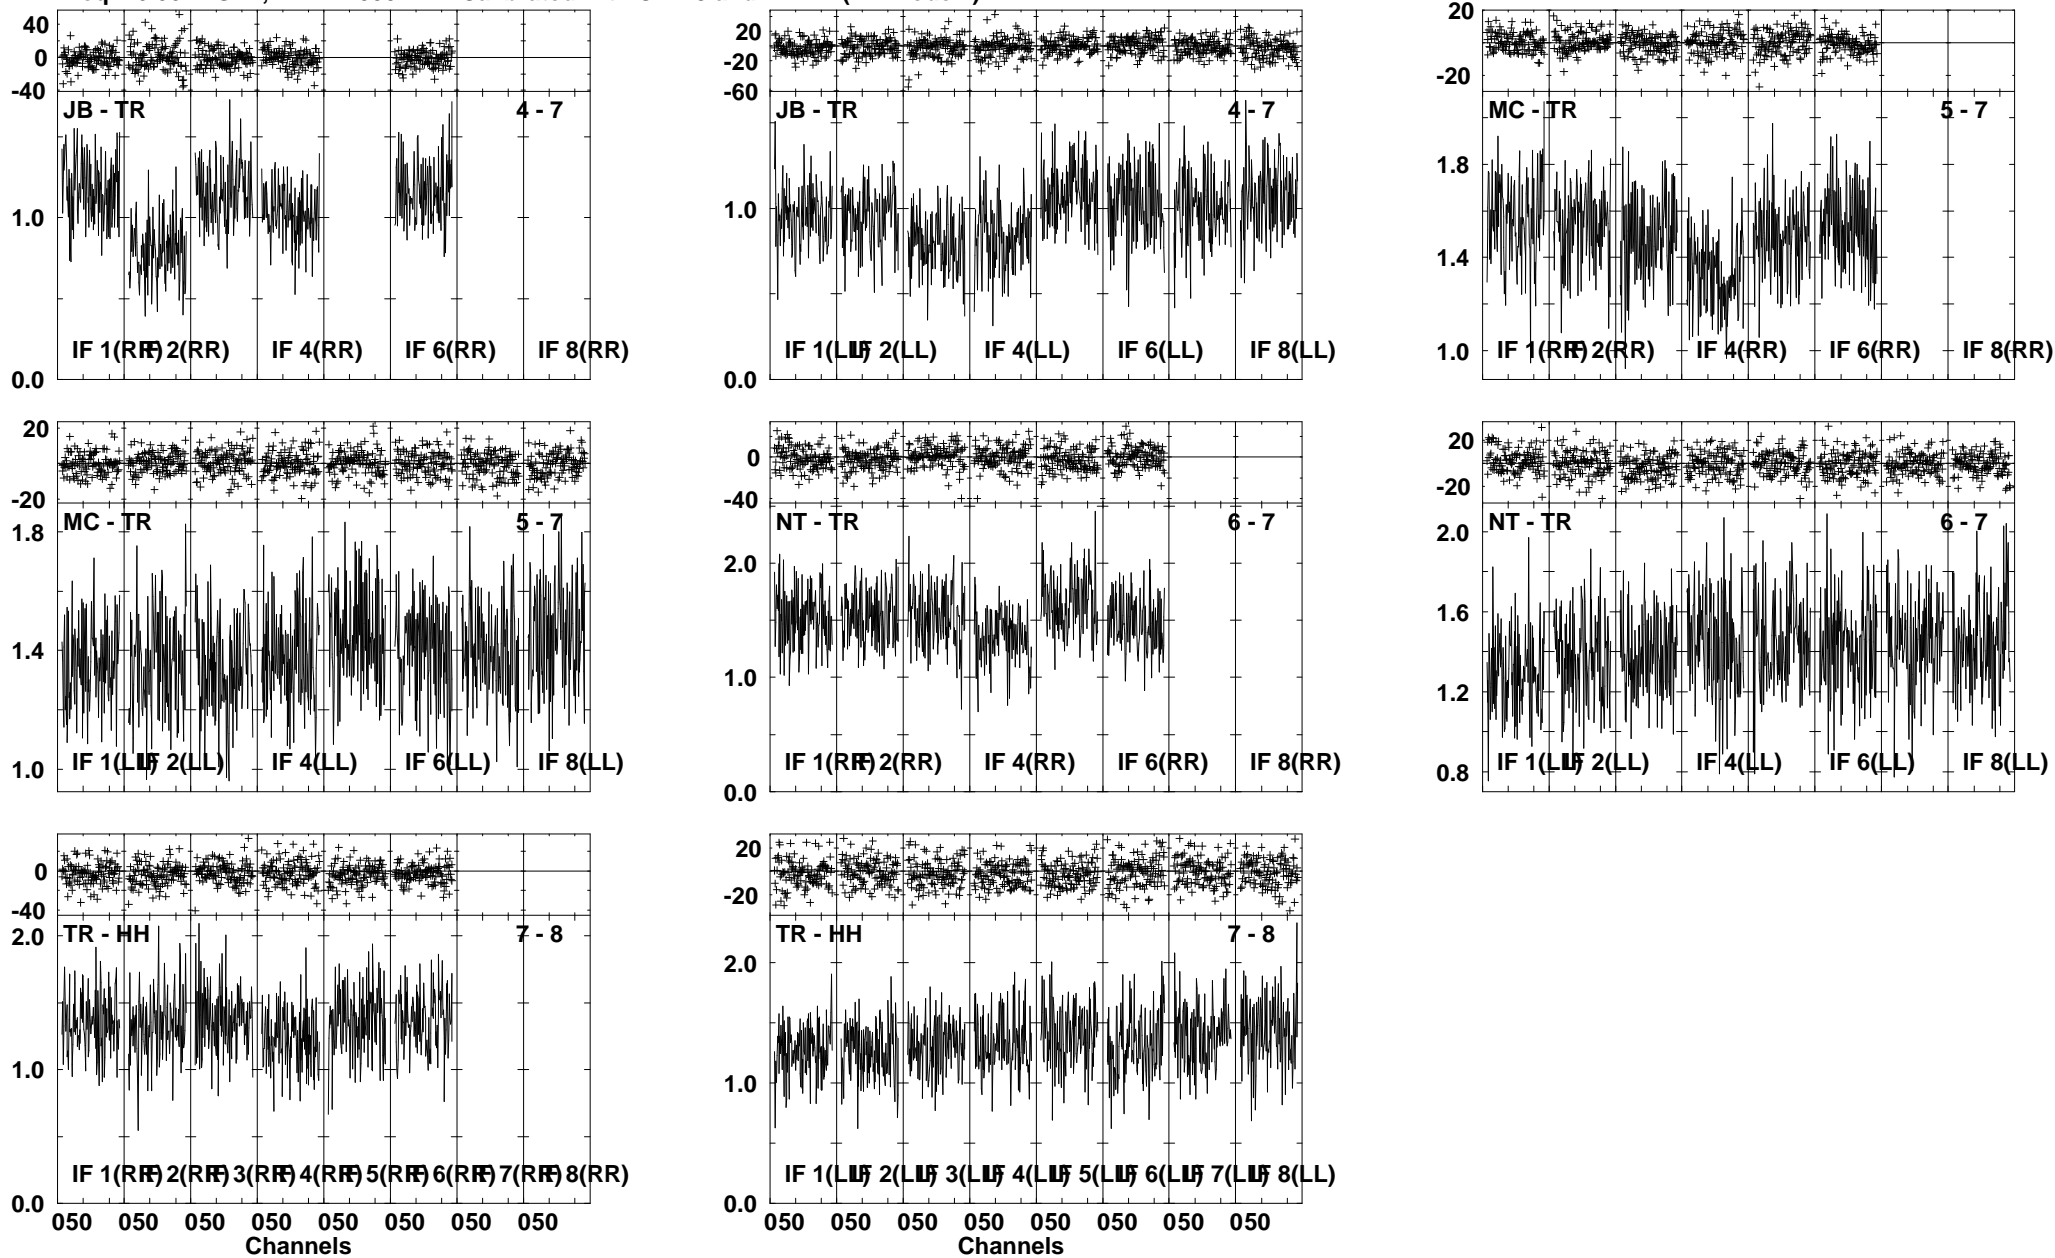 40
0
-40
JB - TR
4 - 7
1.0
0.0
IF 1(RR)
IF 2(RR)
IF 4(RR)
IF 6(RR)
IF 8(RR)
20
-20
-60
JB - TR
4 - 7
1.0
0.0
IF 1(LL)
IF 2(LL)
IF 4(LL)
IF 6(LL)
IF 8(LL)
20
-20
MC - TR
5 - 7
1.8
1.4
1.0
IF 1(RR)
IF 2(RR)
IF 4(RR)
IF 6(RR)
IF 8(RR)
20
-20
MC - TR
5 - 7
1.8
1.4
1.0
IF 1(LL)
IF 2(LL)
IF 4(LL)
IF 6(LL)
IF 8(LL)
0
-40
NT - TR
6 - 7
2.0
1.0
0.0
IF 1(RR)
IF 2(RR)
IF 4(RR)
IF 6(RR)
IF 8(RR)
20
-20
NT - TR
6 - 7
2.0
1.6
1.2
0.8
IF 1(LL)
IF 2(LL)
IF 4(LL)
IF 6(LL)
IF 8(LL)
0
-40
TR - HH
7 - 8
2.0
1.0
0.0
IF 1(RR)
IF 2(RR)
IF 3(RR)
IF 4(RR)
IF 5(RR)
IF 6(RR)
IF 7(RR)
IF 8(RR)
050 050 050 050 050 050 050 050
Channels
20
-20
TR - HH
7 - 8
2.0
1.0
0.0
IF 1(LL)
IF 2(LL)
IF 3(LL)
IF 4(LL)
IF 5(LL)
IF 6(LL)
IF 7(LL)
IF 8(LL)
050 050 050 050 050 050 050 050
Channels